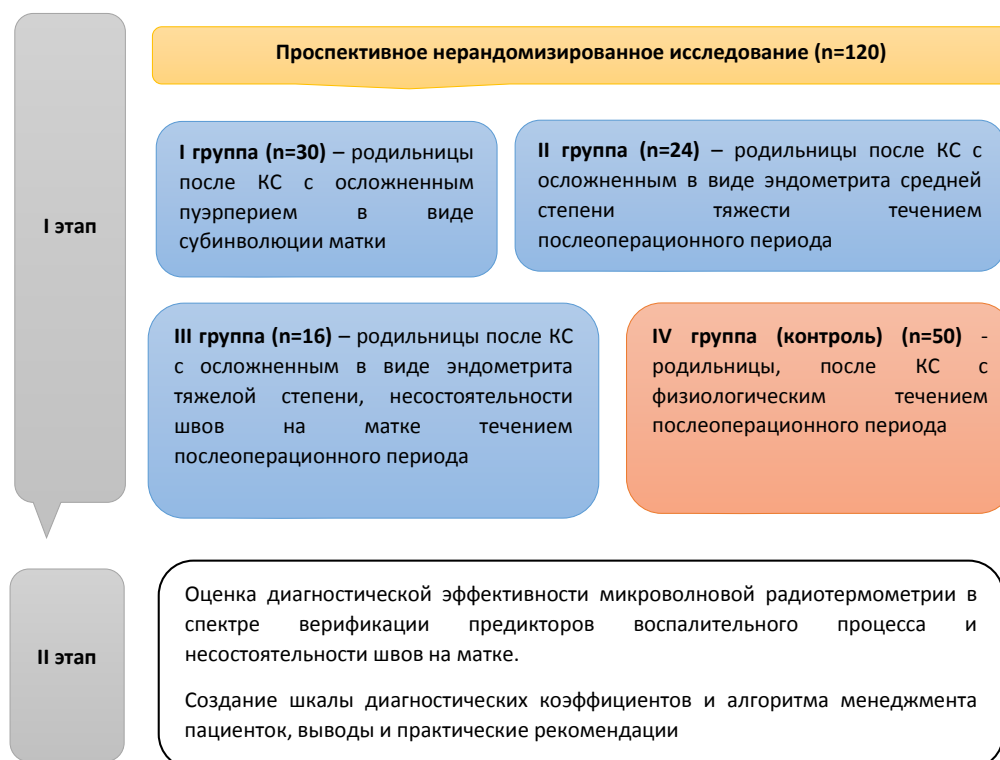 Проспективное нерандомизированное исследование (n=120)
I этап
I группа (n=30) – родильницы
после КС с осложненным
пуэрперием в виде
субинволюции матки
II группа (n=24) – родильницы после КС с
осложненным в виде эндометрита средней
степени тяжести течением
послеоперационного периода
III группа (n=16) – родильницы после КС
с осложненным в виде эндометрита
тяжелой степени, несостоятельности
швов на матке течением
послеоперационного периода
IV группа (контроль) (n=50) -
родильницы, после КС с
физиологическим течением
послеоперационного периода
II этап
Оценка диагностической эффективности микроволновой радиотермометрии в
спектре верификации предикторов воспалительного процесса и
несостоятельности швов на матке.
Создание шкалы диагностических коэффициентов и алгоритма менеджмента
пациенток, выводы и практические рекомендации